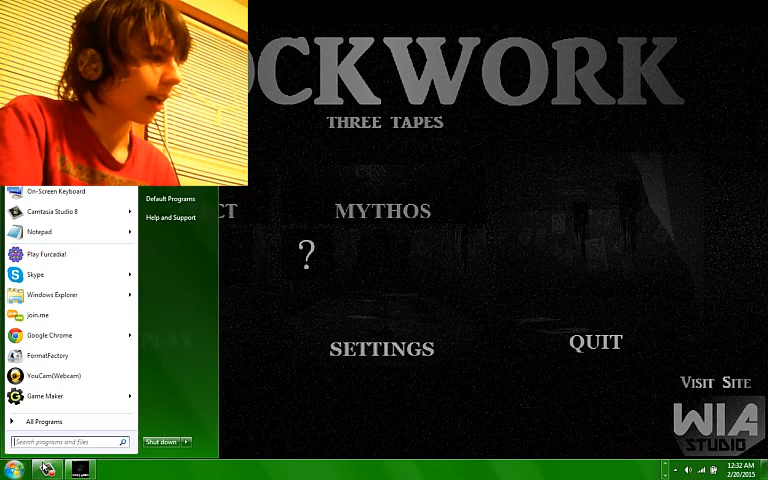 OCKWORK
THREE TAPES
CT
MYTHOS
?
SETTINGS
QUIT
VISIT SITE
WIA
STUDIO
On-Screen Keyboard
Camtasia Studio 8
Notepad
Play Furcadia!
Skype
Windows Explorer
join.me
Google Chrome
FormatFactory
YouCam(Webcam)
Game Maker
All Programs
Search programs and files
Default Programs
Help and Support
PLAY
Shut down
12:32 AM
2/20/2015